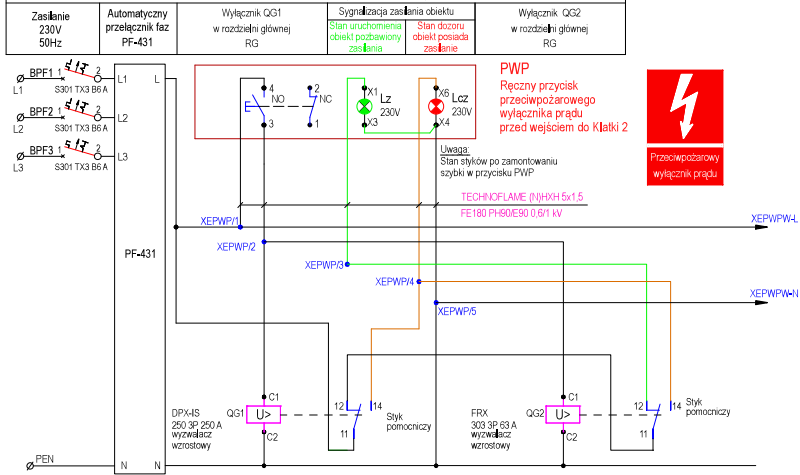 Zasilanie
230V
50Hz
Automatyczny
przełącznik faz
PF-431
Wyłącznik QG1
w rozdzielni głównej
RG
Sygnalizacja zasilania obiektu
Stan uruchomienia
obiekt pozbawiony
zasilania
Stan dozoru
obiekt posiada
zasilanie
Wyłącznik QG2
w rozdzielni głównej
RG
BPF1 1 2
L1 S301 TX3 B6 A
BPF2 1 2
L2 S301 TX3 B6 A
BPF3 1 2
L3 S301 TX3 B6 A
L1 L
L2
L3
PF-431
4 2
NO NC
3 1
X1
Lz
230V
X3
X6
Lcz
230V
X4
PWP
Ręczny przycisk
przeciwpożarowego
wyłącznika prądu
przed wejściem do Klatki 2
Przeciwpożarowy
wyłącznik prądu
Uwaga:
Stan styków po zamontowaniu
szybki w przycisku PWP
TECHNOFLAME (N)HXH 5x1,5
FE180 PH90/E90 0,6/1 kV
XEPWP/1
XEPWPW-L
XEPWP/2
XEPWP/3
XEPWP/4
XEPWP/5
XEPWPW-N
DPX-IS
250 3P 250 A
wyzwalacz
wzrostowy
QG1
C1
U>
C2
12 14
11
Styk
pomocniczy
FRX
303 3P 63 A
wyzwalacz
wzrostowy
QG2
C1
U>
C2
12 14
11
Styk
pomocniczy
PEN
N N